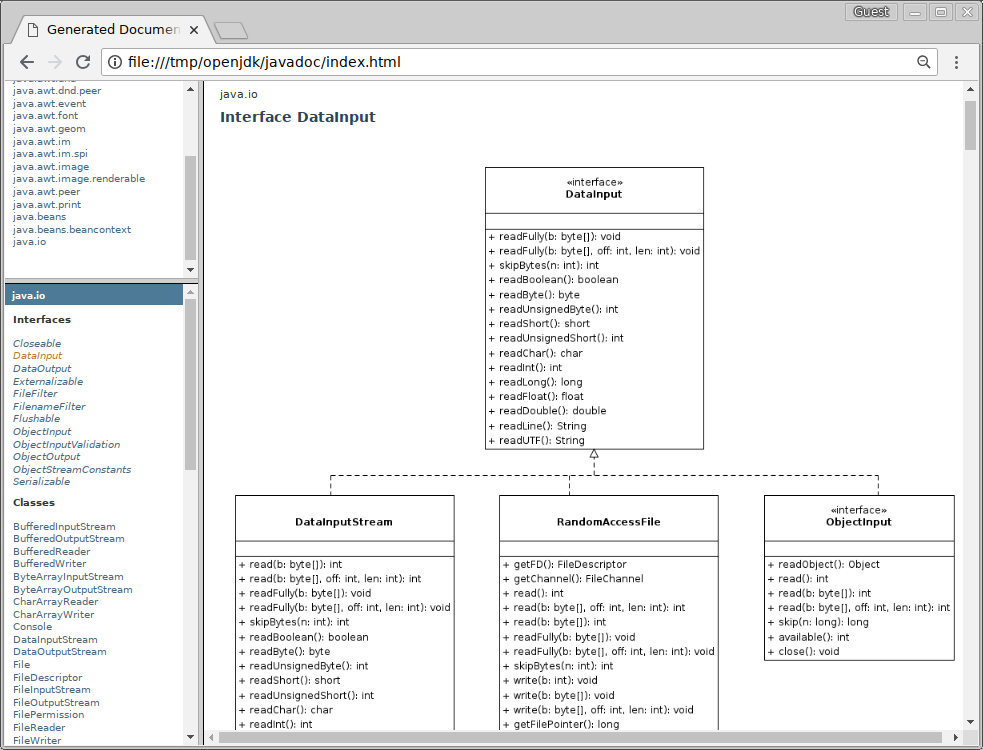 Guest
Generated Documen
file:///tmp/openjdk/javadoc/index.html
java.awt.dnd.peer
java.awt.event
java.awt.font
java.awt.geom
java.awt.im
java.awt.im.spi
java.awt.image
java.awt.image.renderable
java.awt.peer
java.awt.print
java.beans
java.beans.beancontext
java.io
java.io
Interfaces
Closeable
DataInput
DataOutput
Externalizable
FileFilter
FilenameFilter
Flushable
ObjectInput
ObjectInputValidation
ObjectOutput
ObjectStreamConstants
Serializable
Classes
BufferedInputStream
BufferedOutputStream
BufferedReader
BufferedWriter
ByteArrayInputStream
ByteArrayOutputStream
CharArrayReader
CharArrayWriter
Console
DataInputStream
DataOutputStream
File
FileDescriptor
FileInputStream
FileOutputStream
FilePermission
FileReader
FileWriter
java.io
Interface DataInput
«interface»
DataInput
+ readFully(b: byte[]): void
+ readFully(b: byte[], off: int, len: int): void
+ skipBytes(n: int): int
+ readBoolean(): boolean
+ readByte(): byte
+ readUnsignedByte(): int
+ readShort(): short
+ readUnsignedShort(): int
+ readChar(): char
+ readInt(): int
+ readLong(): long
+ readFloat(): float
+ readDouble(): double
+ readLine(): String
+ readUTF(): String
DataInputStream
+ read(b: byte[]): int
+ read(b: byte[], off: int, len: int): int
+ readFully(b: byte[]): void
+ readFully(b: byte[], off: int, len: int): void
+ skipBytes(n: int): int
+ readBoolean(): boolean
+ readByte(): byte
+ readUnsignedByte(): int
+ readShort(): short
+ readUnsignedShort(): int
+ readChar(): char
+ readInt(): int
RandomAccessFile
+ getFD(): FileDescriptor
+ getChannel(): FileChannel
+ read(): int
+ read(b: byte[], off: int, len: int): int
+ read(b: byte[]): int
+ readFully(b: byte[]): void
+ readFully(b: byte[], off: int, len: int): void
+ skipBytes(n: int): int
+ write(b: int): void
+ write(b: byte[]): void
+ write(b: byte[], off: int, len: int): void
+ getFilePointer(): long
«interface»
ObjectInput
+ readObject(): Object
+ read(): int
+ read(b: byte[]): int
+ read(b: byte[], off: int, len: int): int
+ skip(n: long): long
+ available(): int
+ close(): void